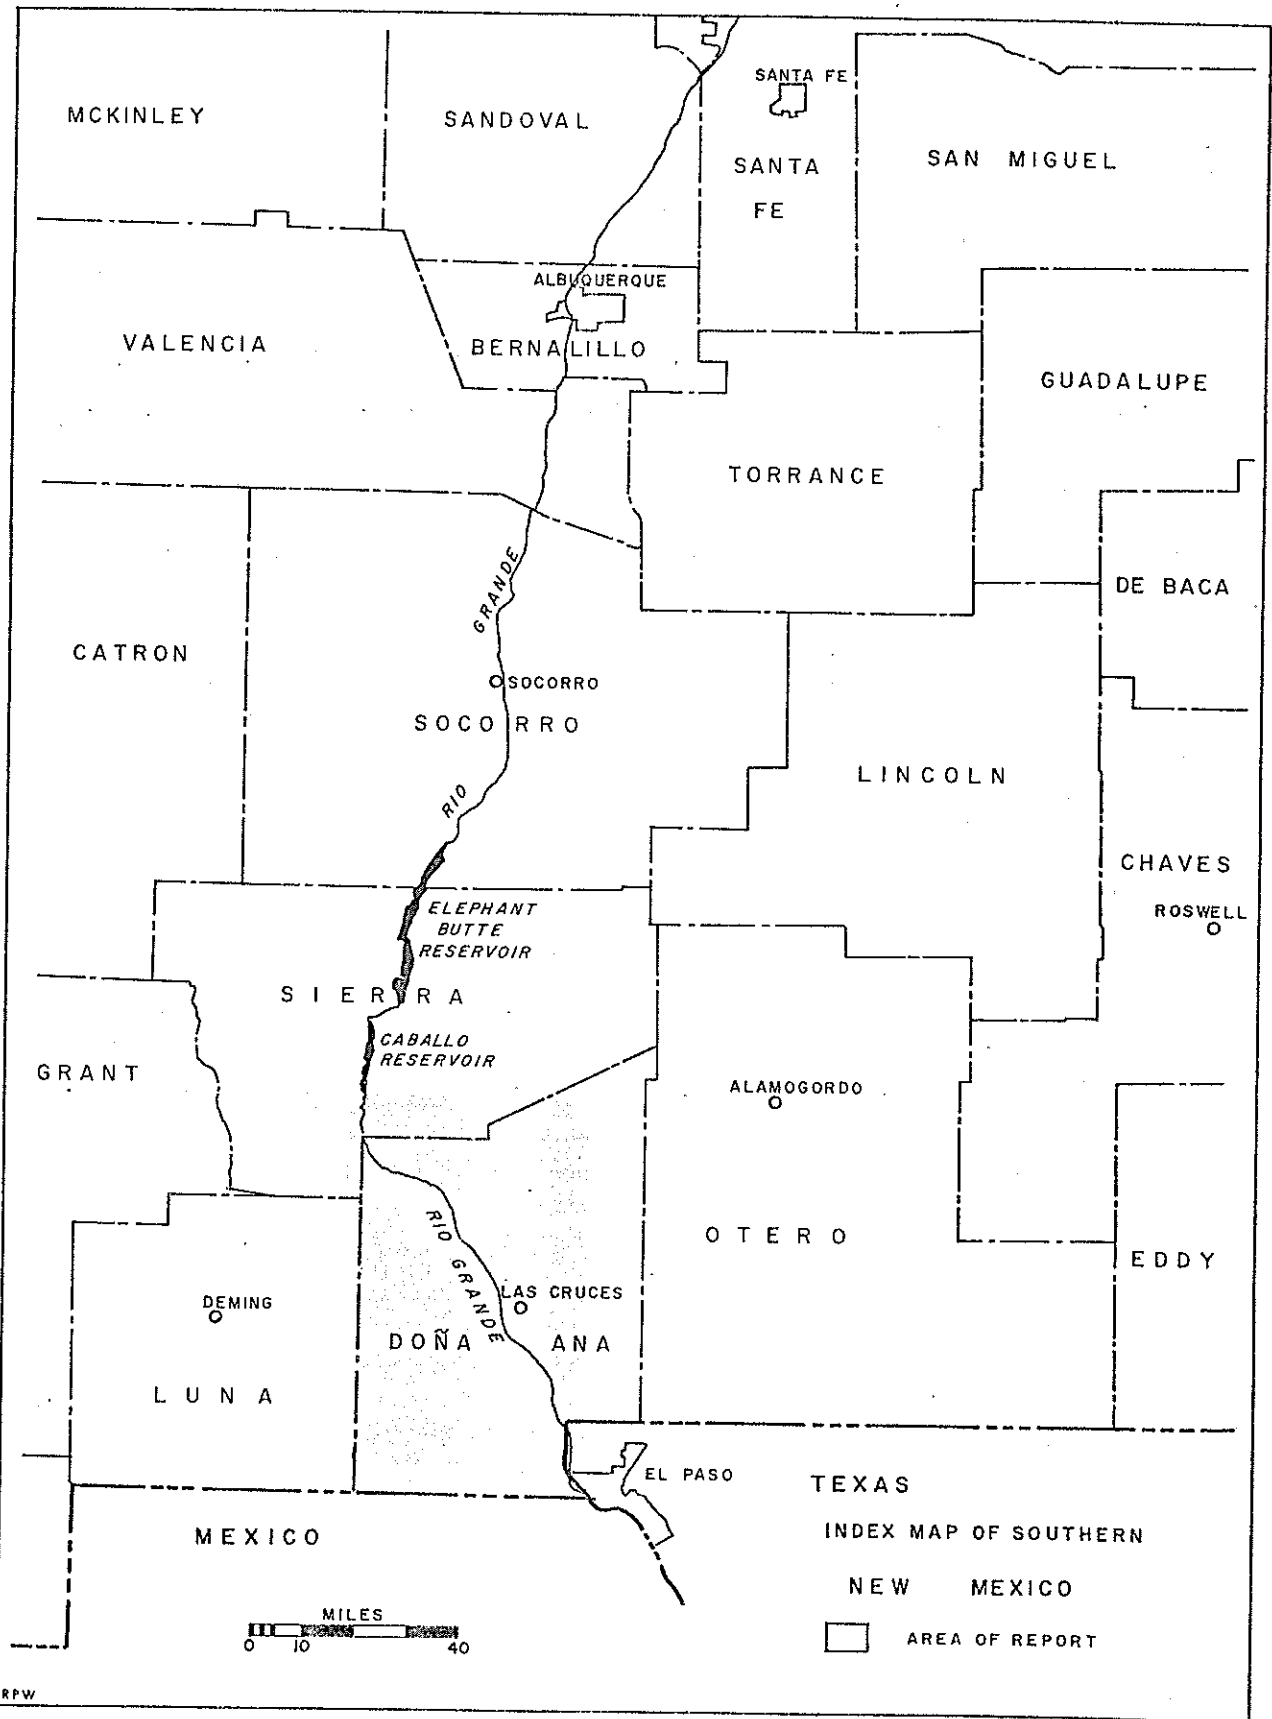 SANTA FE
MCKINLEY
SANDOVAL
SANTA
FE
SAN MIGUEL
ALBUQUERQUE
VALENCIA
BERNALILLO
GUADALUPE
TORRANCE
RIO GRANDE
DE BACA
CATRON
SOCORRO
SOCORRO
LINCOLN
CHAVES
ROSWELL
ELEPHANT
BUTTE
RESERVOIR
SIERRA
CABALLO
RESERVOIR
GRANT
ALAMOGORDO
OTERO
EDDY
RIO GRANDE
LAS CRUCES
DEMING
DOÑA ANA
LUNA
EL PASO
TEXAS
MEXICO
INDEX MAP OF SOUTHERN
NEW MEXICO
AREA OF REPORT
MILES
0 10 40
RPW